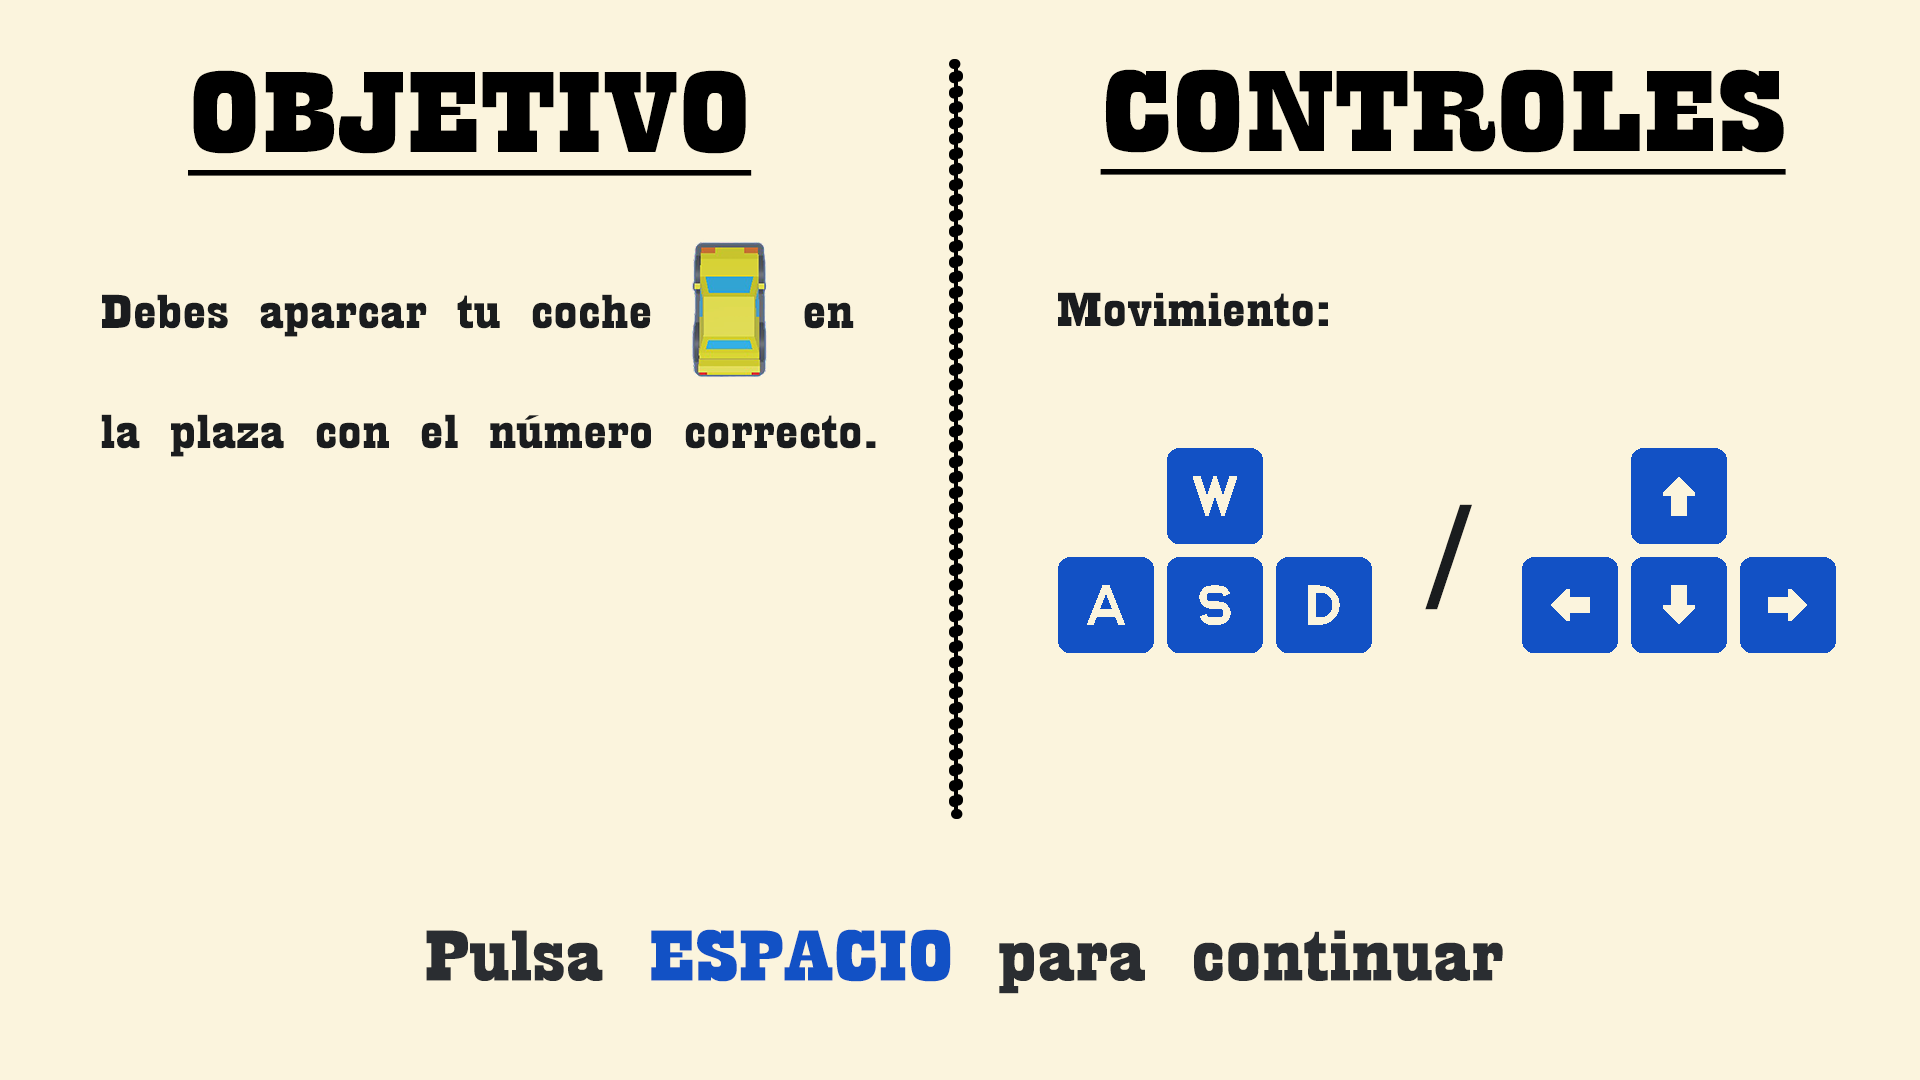 OBJETIVO
Debes aparcar tu coche en
la plaza con el número correcto.
CONTROLES
Movimiento:
W
A S D
/
Pulsa ESPACIO para continuar